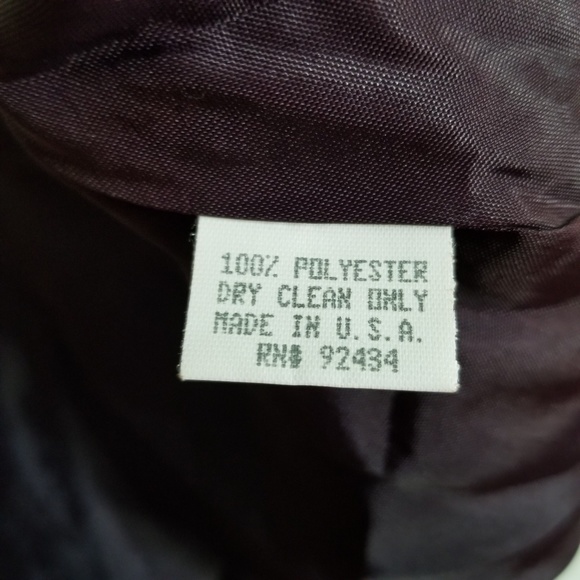 100% POLYESTER
DRY CLEAN ONLY
MADE IN U.S.A.
RN# 92434